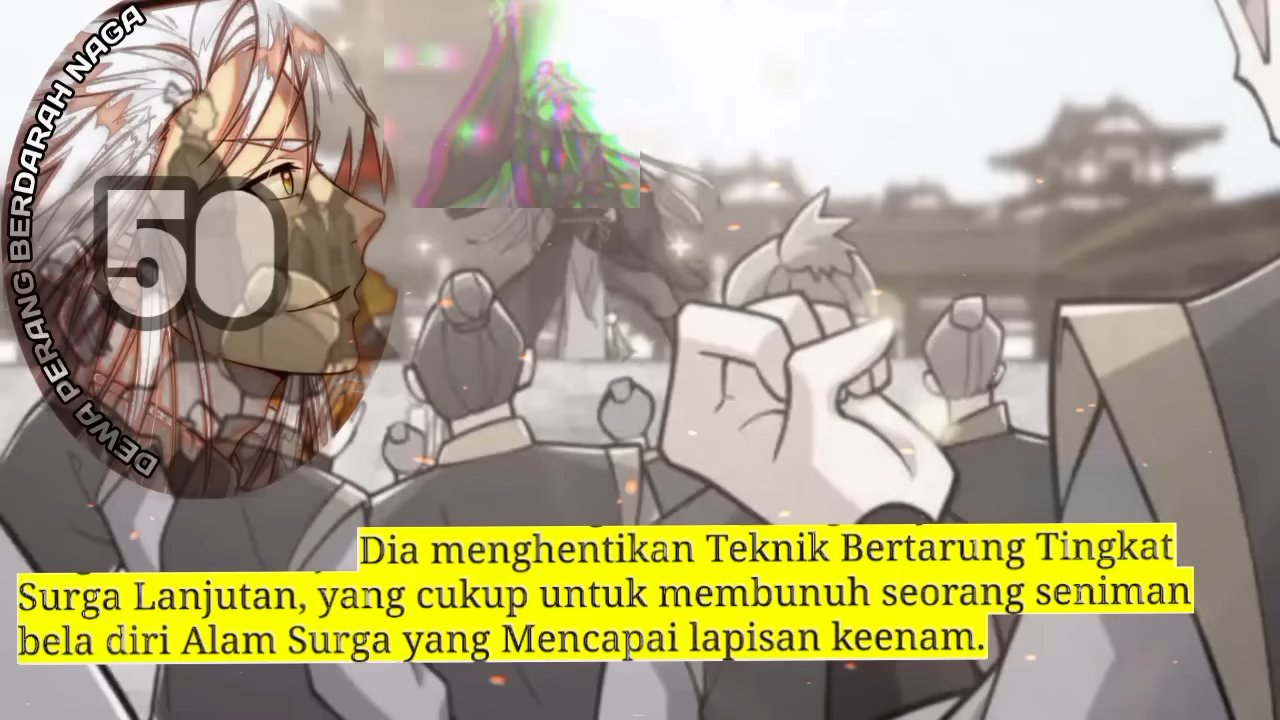 DEWA PERANG BERDARAH NAGA
50
Dia menghentikan Teknik Bertarung Tingkat
Surga Lanjutan, yang cukup untuk membunuh seorang seniman
bela diri Alam Surga yang Mencapai lapisan keenam.